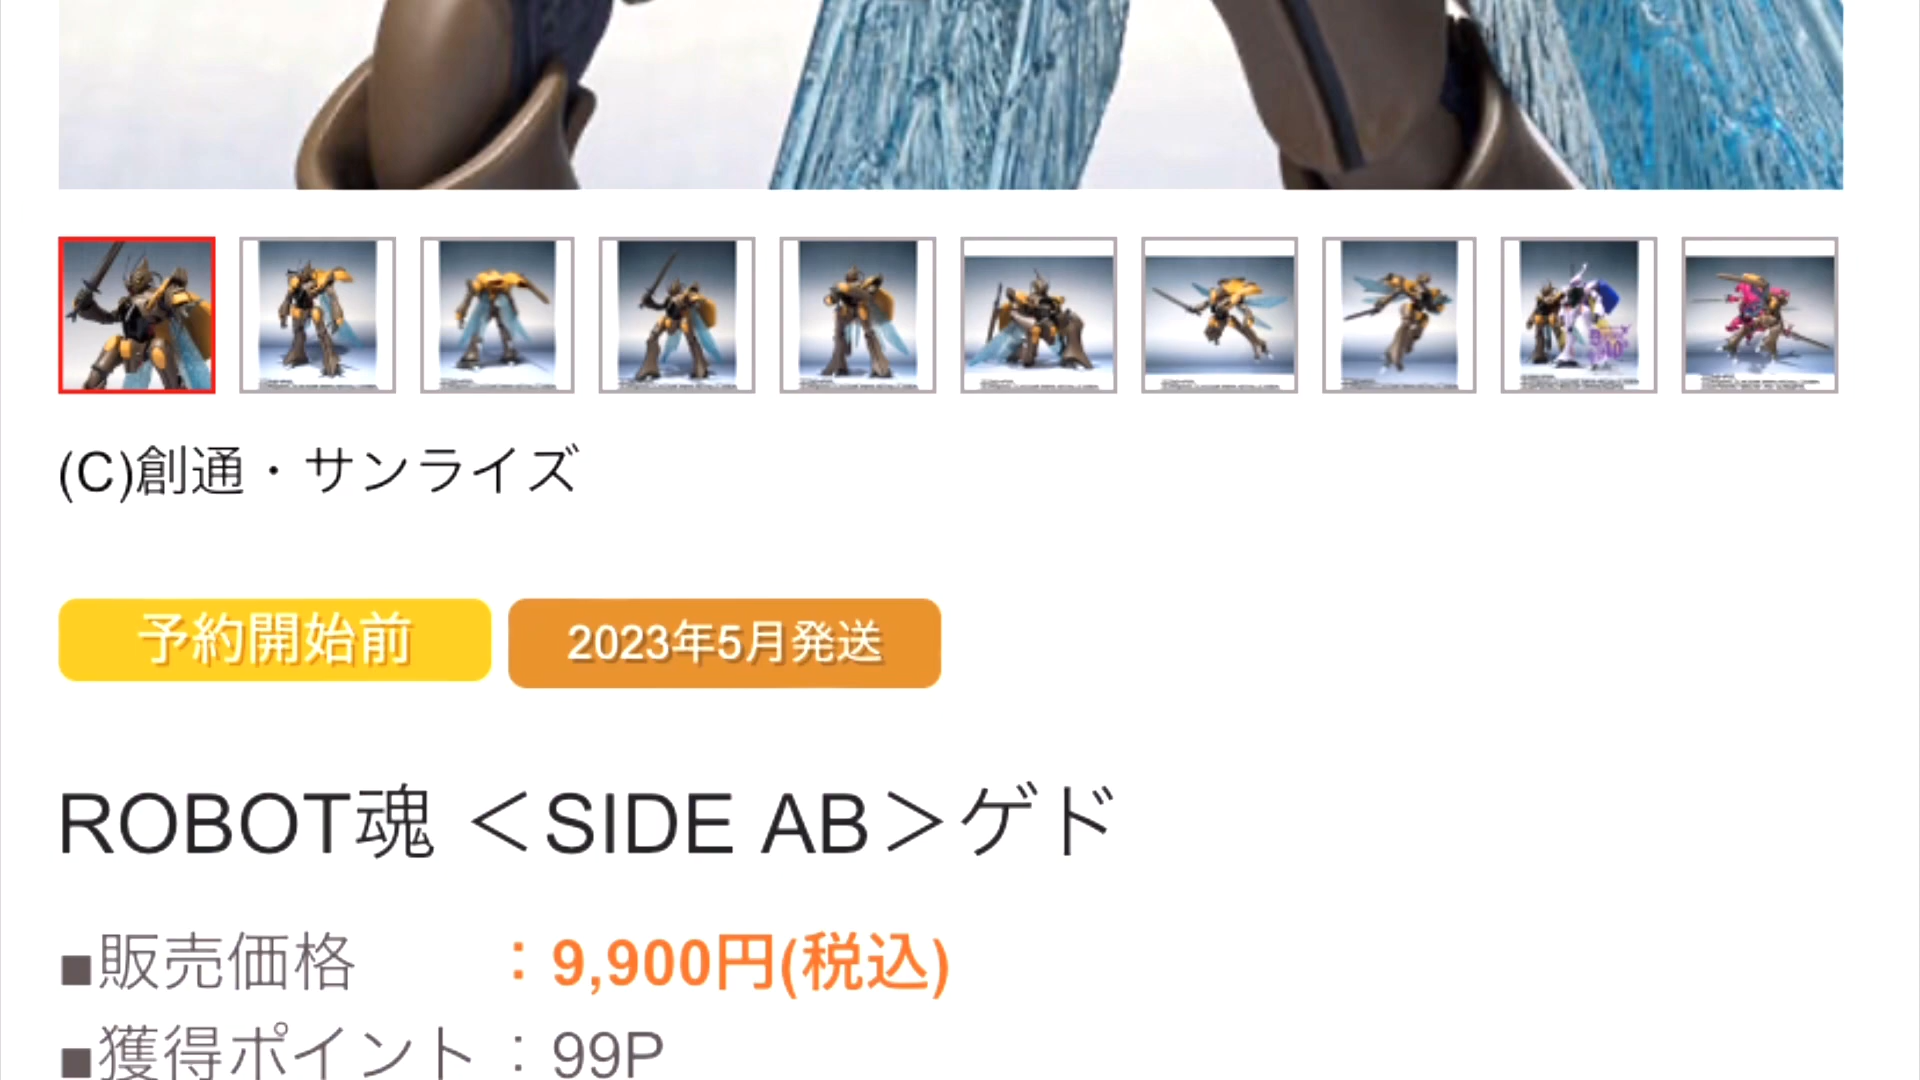 (C)創通・サンライズ
予約開始前
2023年5月発送
ROBOT魂 ＜SIDE AB＞ゲド
■販売価格 ：9,900円(税込)
■獲得ポイント：99P